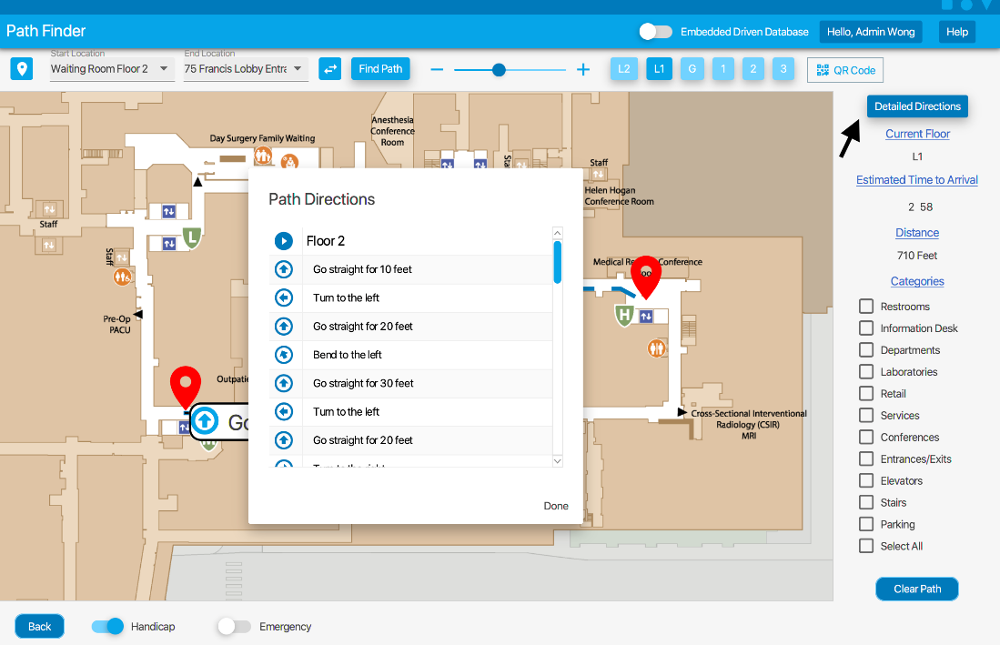 Path Finder
Embedded Driven Database
Hello, Admin Wong
Help
Start Location
Waiting Room Floor 2
End Location
75 Francis Lobby Entra
Find Path
L2
L1
G
1
2
3
QR Code
Detailed Directions
Current Floor
L1
Estimated Time to Arrival
2 58
Distance
710 Feet
Categories
Restrooms
Information Desk
Departments
Laboratories
Retail
Services
Conferences
Entrances/Exits
Elevators
Stairs
Parking
Select All
Clear Path
Day Surgery Family Waiting
Anesthesia
Conference
Room
Staff
Helen Hogan
Conference Room
Staff
L
Staff
Pre-Op
PACU
Outpatie
Go
H
Cross-Sectional Interventional
Radiology (CSIR)
MRI
Path Directions
Floor 2
Go straight for 10 feet
Turn to the left
Go straight for 20 feet
Bend to the left
Go straight for 30 feet
Turn to the left
Go straight for 20 feet
Turn to the right
Done
Back
Handicap
Emergency